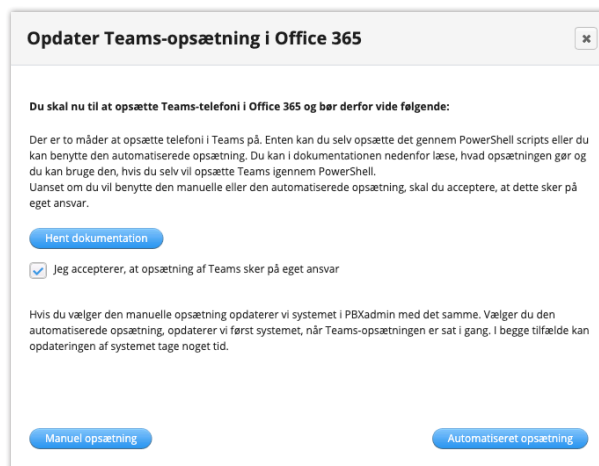 Opdater Teams-opsætning i Office 365
Du skal nu til at opsætte Teams-telefoni i Office 365 og bør derfor vide følgende:
Der er to måder at opsætte telefoni i Teams på. Enten kan du selv opsætte det gennem PowerShell scripts eller du
kan benytte den automatiserede opsætning. Du kan i dokumentationen nedenfor læse, hvad opsætningen gør og
du kan bruge den, hvis du selv vil opsætte Teams igennem PowerShell.
Uanset om du vil benytte den manuelle eller den automatiserede opsætning, skal du acceptere, at dette sker på
eget ansvar.
Hent dokumentation
Jeg accepterer, at opsætning af Teams sker på eget ansvar
Hvis du vælger den manuelle opsætning opdaterer vi systemet i PBXadmin med det samme. Vælger du den
automatiserede opsætning, opdaterer vi først systemet, når Teams-opsætningen er sat i gang. I begge tilfælde kan
opdateringen af systemet tage noget tid.
Manuel opsætning
Automatiseret opsætning